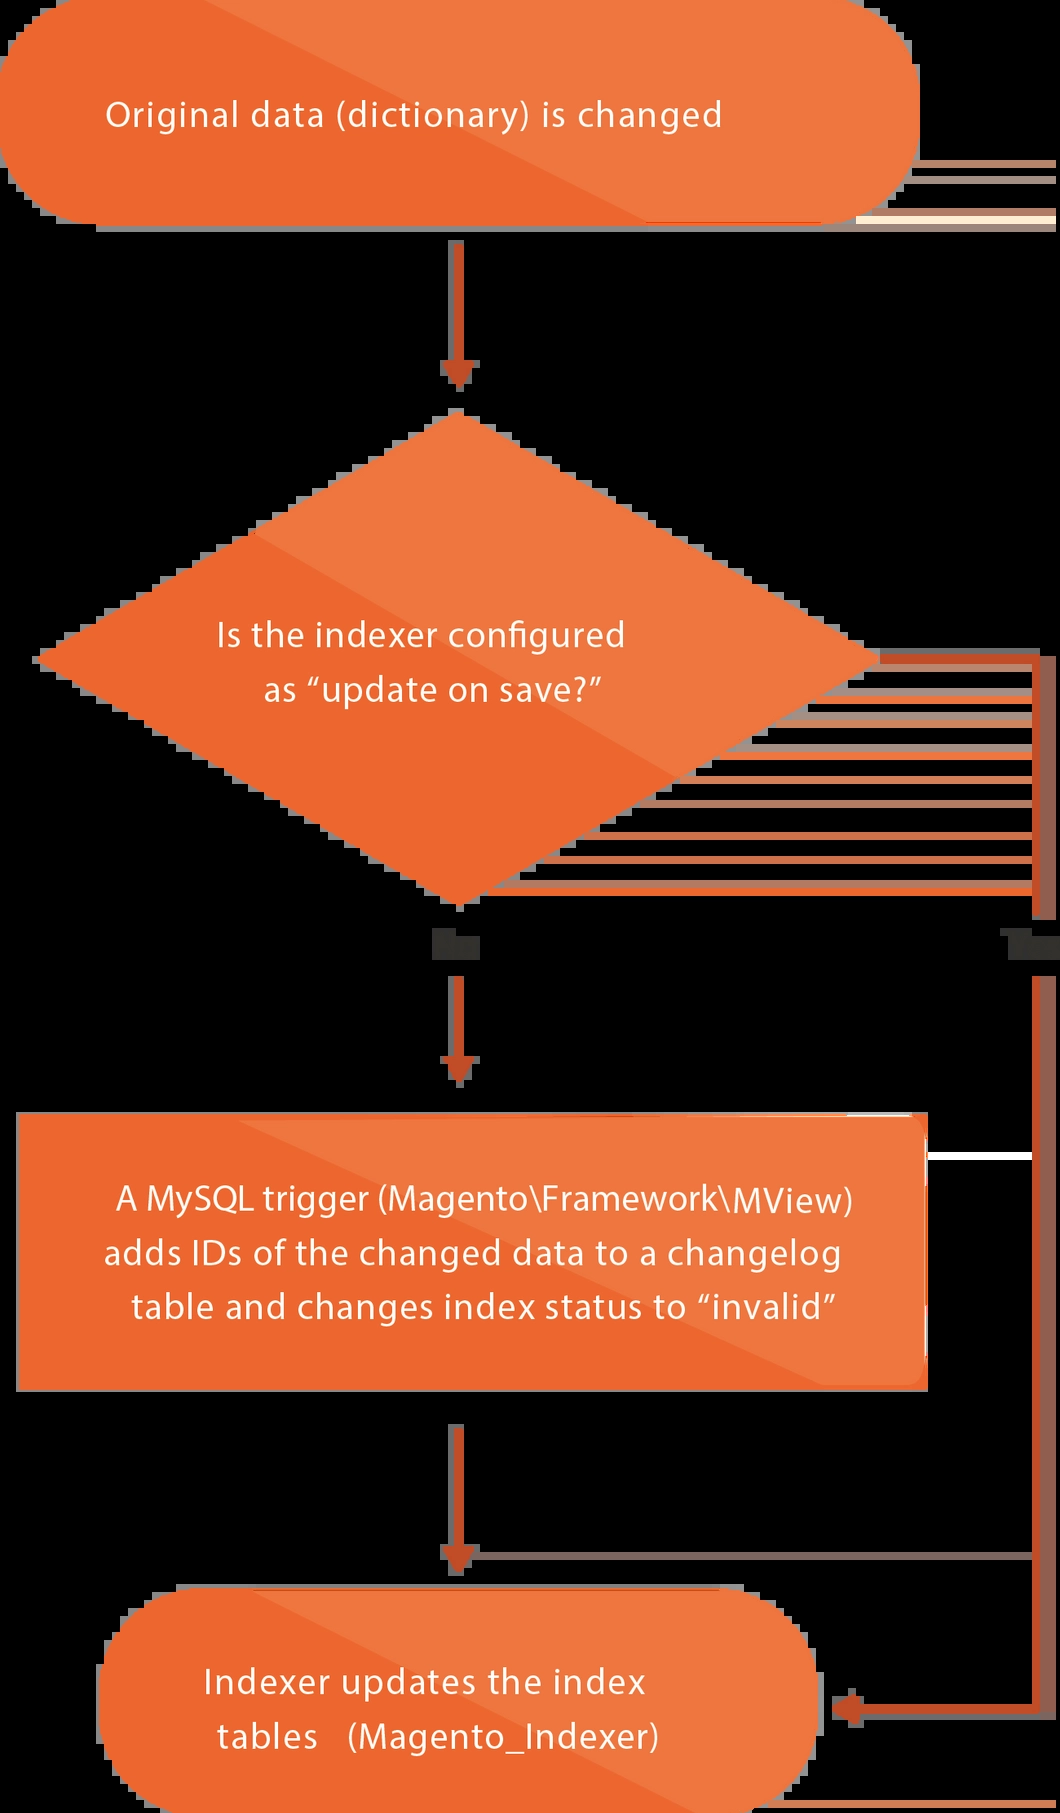 Original data (dictionary) is changed
Is the indexer configured
as “update on save?”
A MySQL trigger (Magento\Framework\MView)
adds IDs of the changed data to a changelog
table and changes index status to “invalid”
Indexer updates the index
tables (Magento_Indexer)